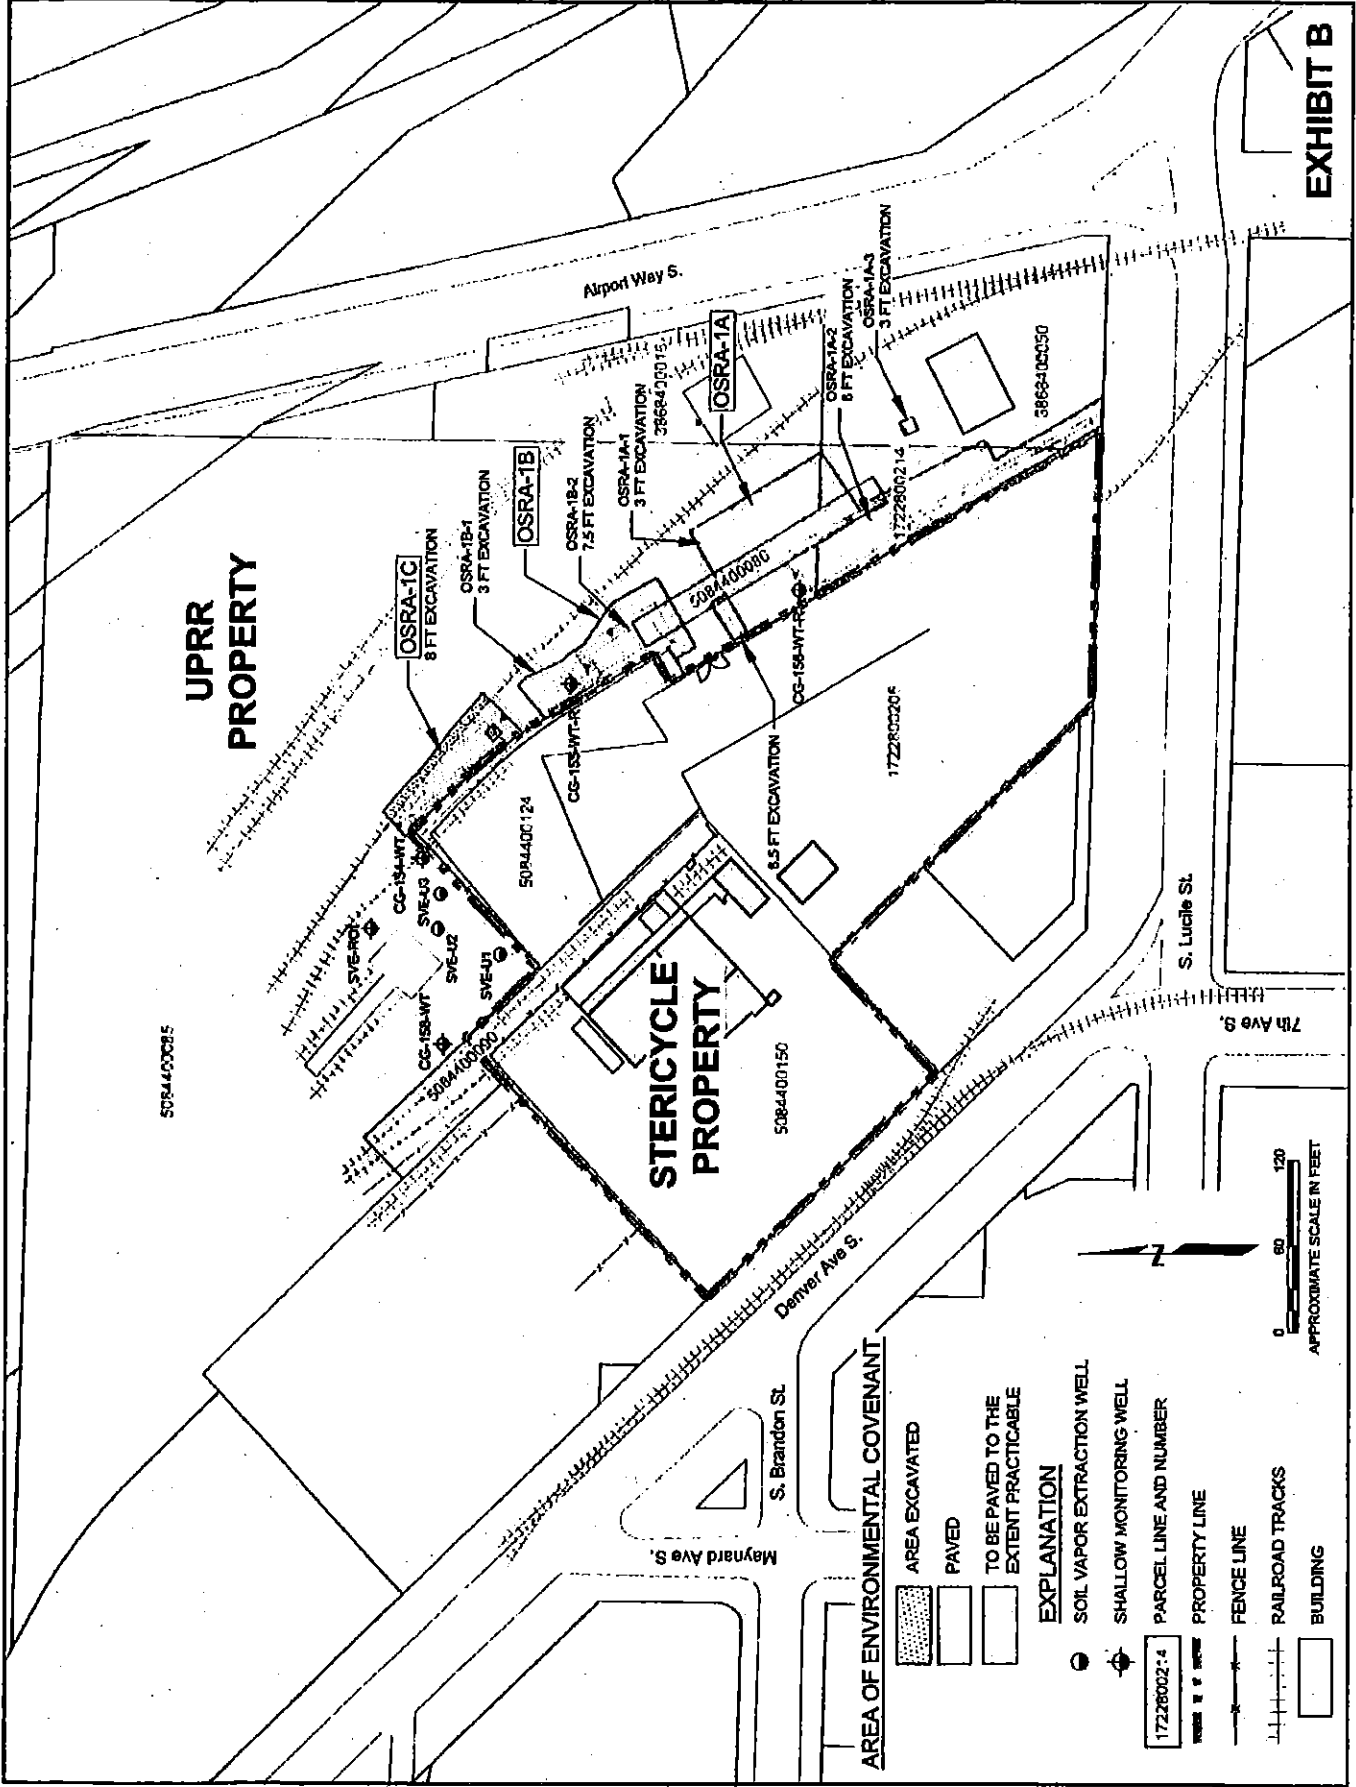 EXHIBIT B
UPRR
PROPERTY
STERICYCLE
PROPERTY
Airport Way S.
OSRA-1C
8 FT EXCAVATION
OSRA-1B-1
3 FT EXCAVATION
OSRA-1B
OSRA-1B-2
7.5 FT EXCAVATION
OSRA-1A-1
3 FT EXCAVATION
OSRA-1A
OSRA-1A-2
8 FT EXCAVATION
OSRA-1A-3
3 FT EXCAVATION
3868400050
1722800214
5084400080
CG-154-WT
SVE-U3
SVE-U2
SVE-U1
SVE-ROI
CG-158-WT
5084400090
5084400085
5084400124
6.5 FT EXCAVATION
5084400150
S. Lucile St.
7th Ave S.
Denver Ave S.
S. Brandon St.
Maynard Ave S.
N
0 60 120
APPROXIMATE SCALE IN FEET
AREA OF ENVIRONMENTAL COVENANT
AREA EXCAVATED
PAVED
TO BE PAVED TO THE
EXTENT PRACTICABLE
EXPLANATION
SOIL VAPOR EXTRACTION WELL
SHALLOW MONITORING WELL
1722800214
PARCEL LINE AND NUMBER
PROPERTY LINE
FENCE LINE
RAILROAD TRACKS
BUILDING